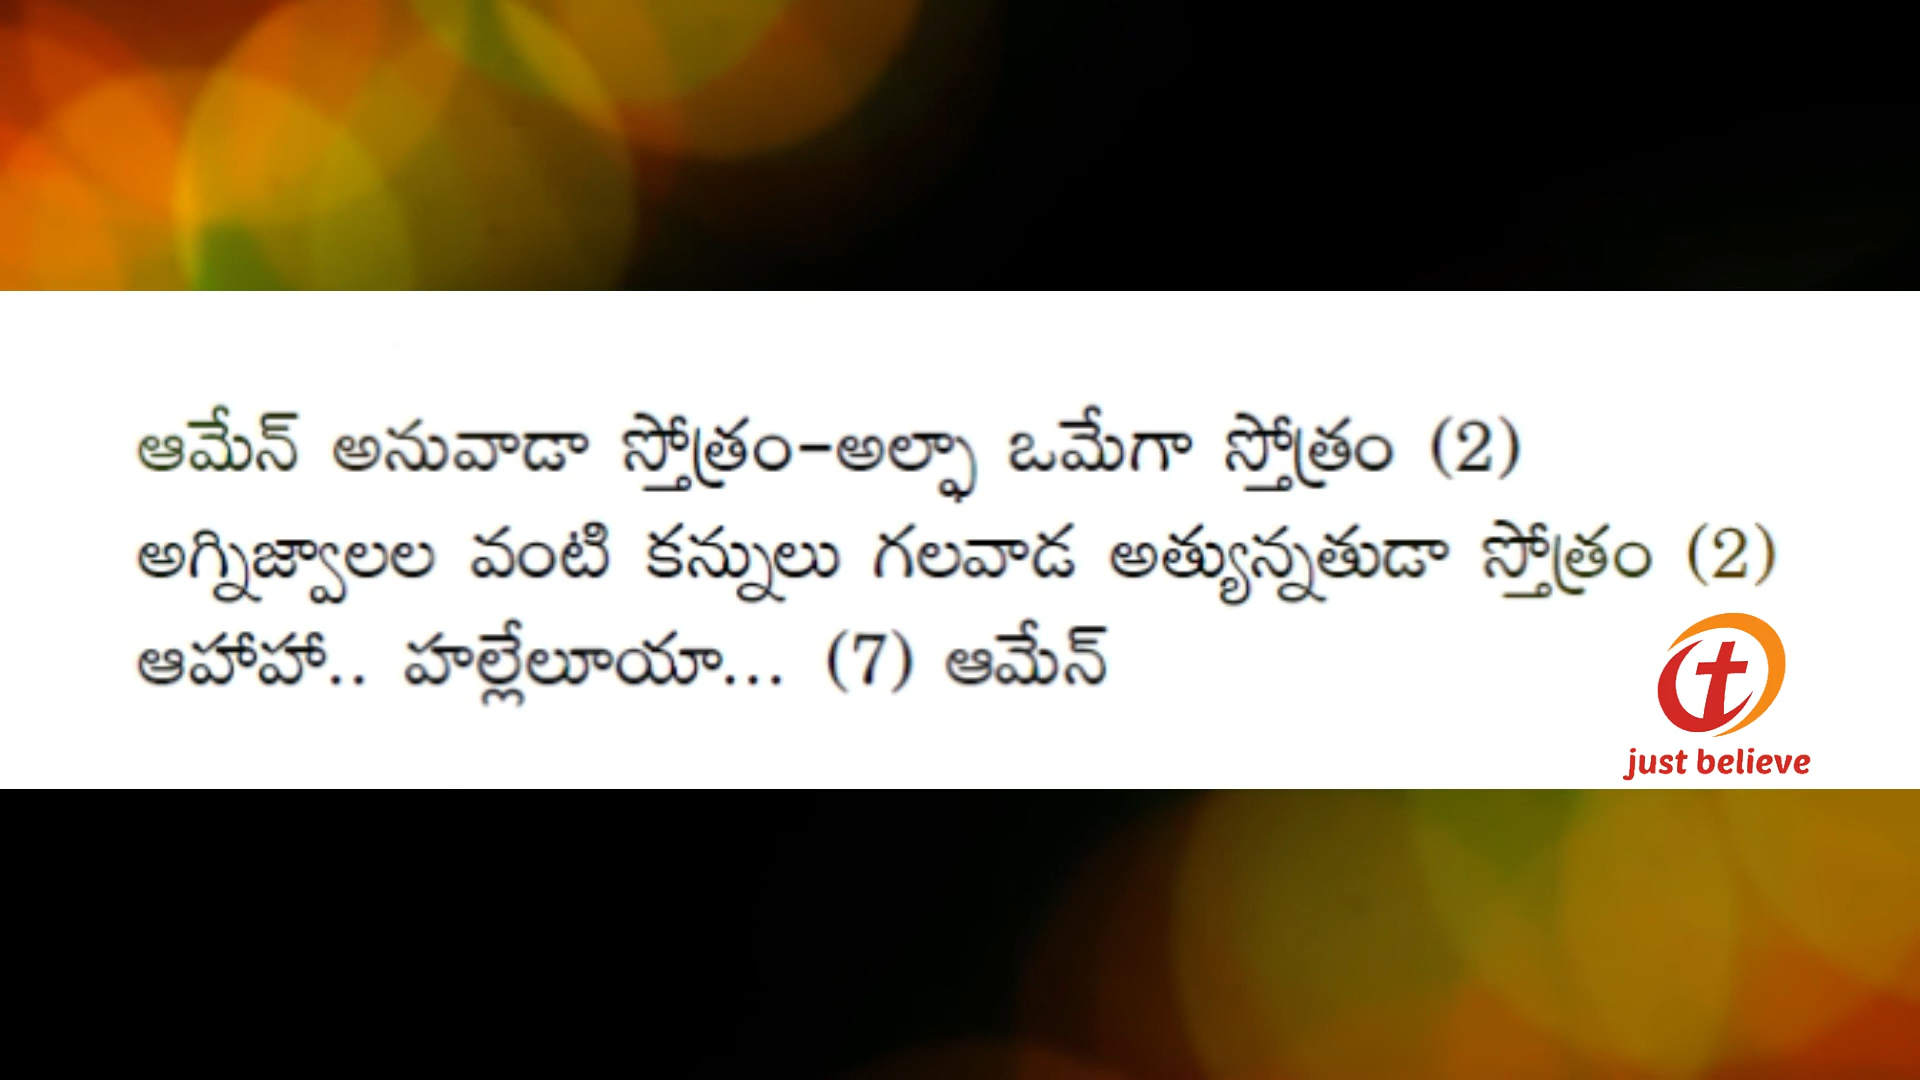 ఆమేన్ అనువాడా స్తోత్రం-అల్ఫా ఒమేగా స్తోత్రం (2)
అగ్నిజ్వాలల వంటి కన్నులు గలవాడ అత్యున్నతుడా స్తోత్రం (2)
ఆహాహా.. హల్లేలూయా... (7) ఆమేన్
just believe